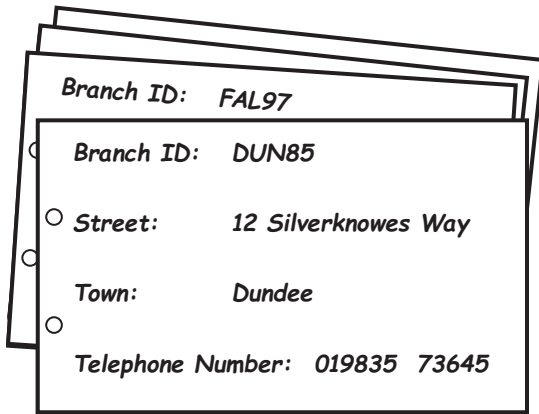 Branch ID: FAL97
Branch ID: DUN85
Street: 12 Silverknowes Way
Town: Dundee
Telephone Number: 019835 73645